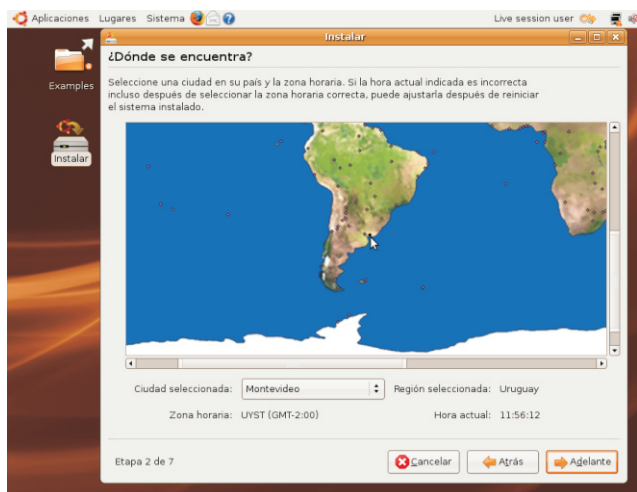 Aplicaciones Lugares Sistema Live session user
Instalar
¿Dónde se encuentra?
Examples
Seleccione una ciudad en su país y la zona horaria. Si la hora actual indicada es incorrecta
incluso después de seleccionar la zona horaria correcta, puede ajustarla después de reiniciar
el sistema instalado.
Instalar
Ciudad seleccionada: Montevideo Región seleccionada: Uruguay
Zona horaria: UYST (GMT-2:00) Hora actual: 11:56:12
Etapa 2 de 7 Cancelar Atrás Adelante